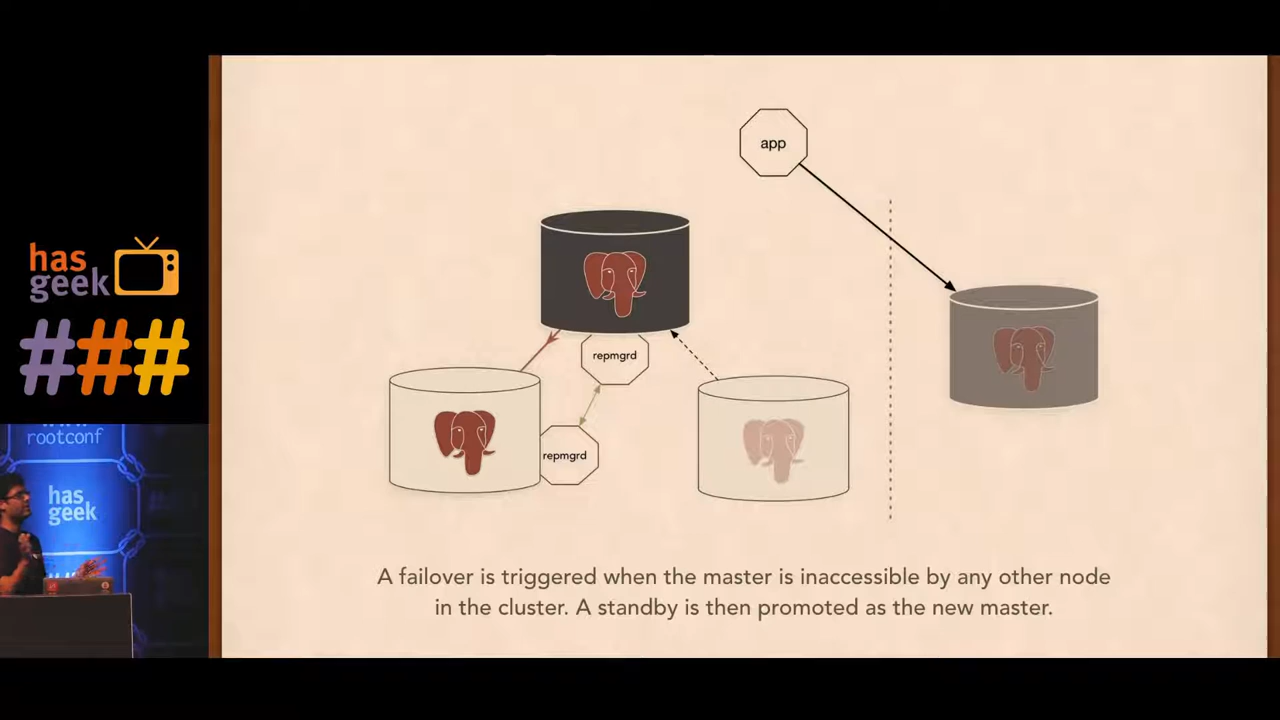 app
has
geek
###
repmgrd
repmgrd
rootconf
has
geek
A failover is triggered when the master is inaccessible by any other node
in the cluster. A standby is then promoted as the new master.